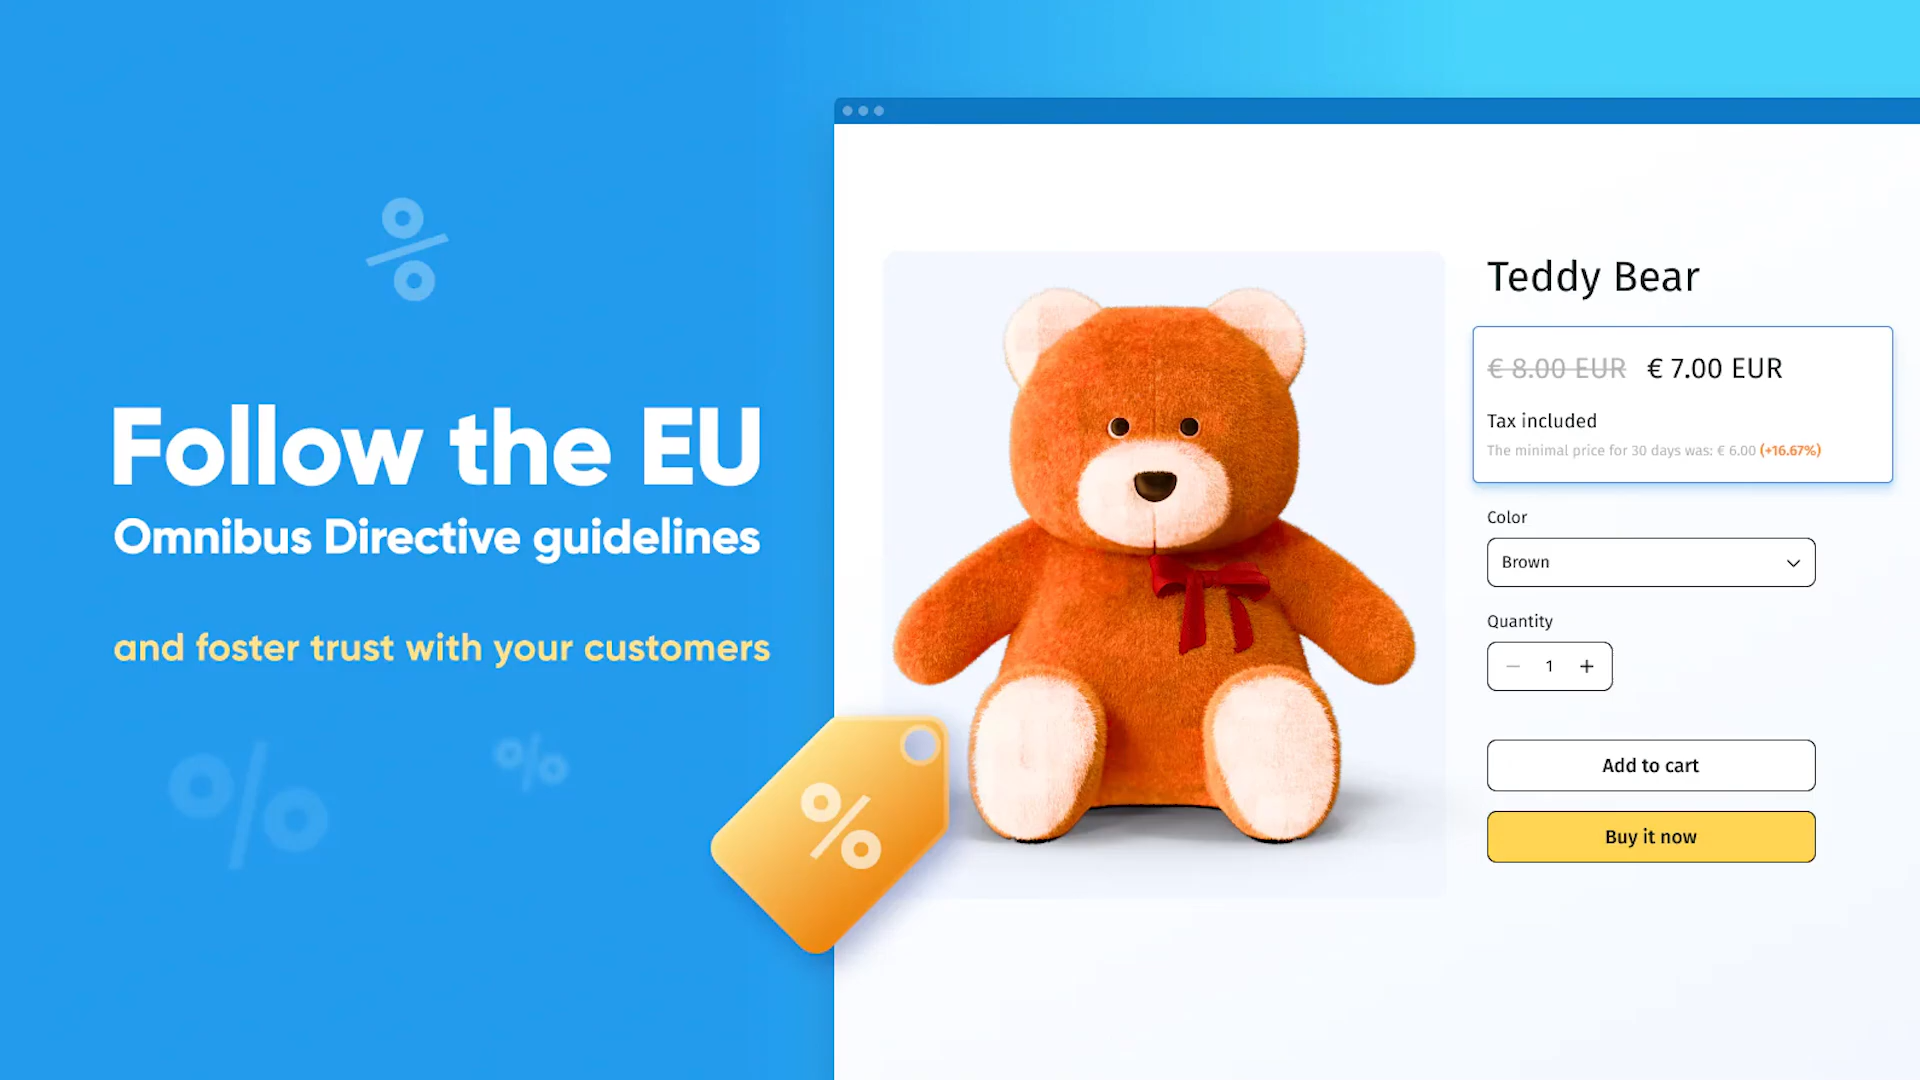 Follow the EU
Omnibus Directive guidelines
and foster trust with your customers
%
Teddy Bear
€ 8.00 EUR € 7.00 EUR
Tax included
The minimal price for 30 days was: € 6.00 (+16.67%)
Color
Brown
Quantity
− 1 +
Add to cart
Buy it now